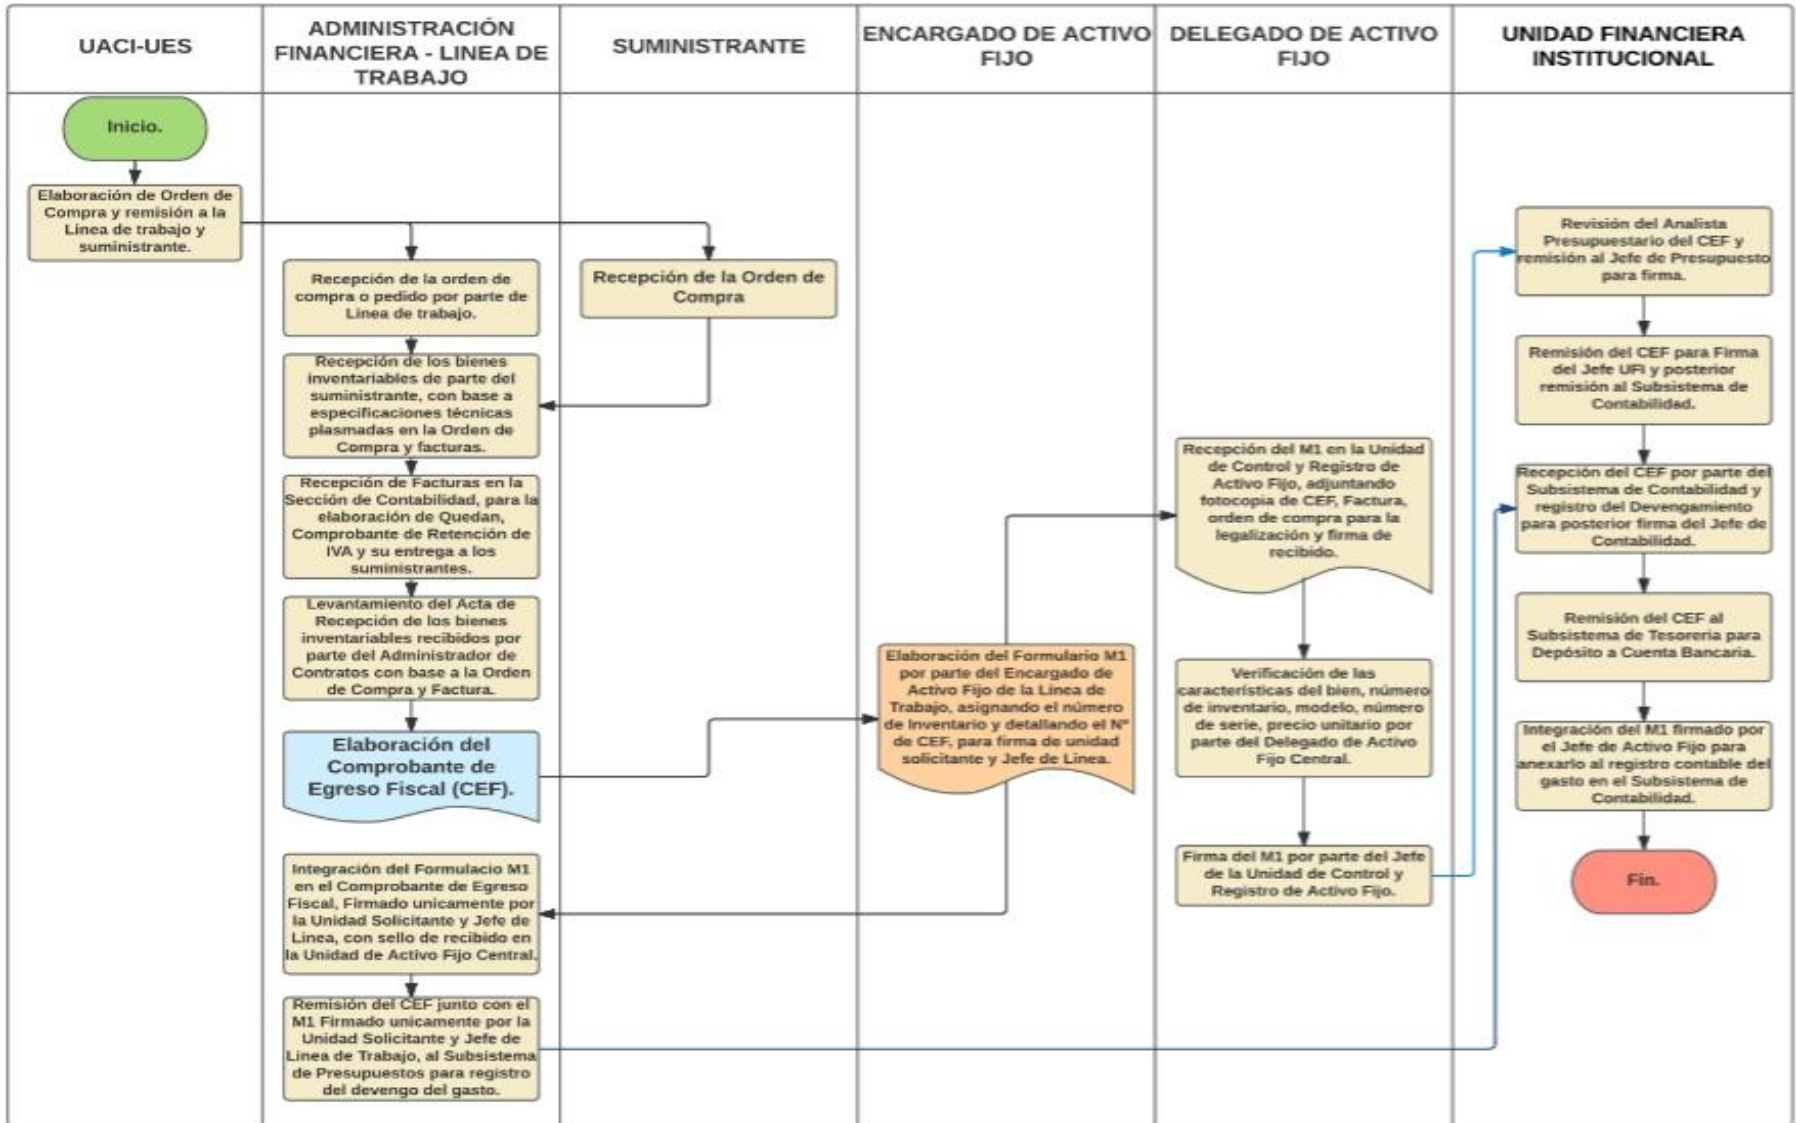 UACI-UES
ADMINISTRACIÓN
FINANCIERA - LINEA DE
TRABAJO
SUMINISTRANTE
ENCARGADO DE ACTIVO
FIJO
DELEGADO DE ACTIVO
FIJO
UNIDAD FINANCIERA
INSTITUCIONAL
Inicio.
Elaboración de Orden de
Compra y remisión a la
Linea de trabajo y
suministrante.
Recepción de la orden de
compra o pedido por parte de
Linea de trabajo.
Recepción de los bienes
inventariables de parte del
suministrante, con base a
especificaciones técnicas
plasmadas en la Orden de
Compra y facturas.
Recepción de Facturas en la
Sección de Contabilidad, para la
elaboración de Quedan,
Comprobante de Retención de
IVA y su entrega a los
suministrantes.
Levantamiento del Acta de
Recepción de los bienes
inventariables recibidos por
parte del Administrador de
Contratos con base a la Orden
de Compra y Factura.
Elaboración del
Comprobante de
Egreso Fiscal (CEF).
Integración del Formulacio M1
en el Comprobante de Egreso
Fiscal, Firmado unicamente por
la Unidad Solicitante y Jefe de
Linea, con sello de recibido en
la Unidad de Activo Fijo Central.
Remisión del CEF junto con el
M1 Firmado unicamente por la
Unidad Solicitante y Jefe de
Linea de Trabajo, al Subsistema
de Presupuestos para registro
del devengo del gasto.
Recepción de la Orden de
Compra
Elaboración del Formulario M1
por parte del Encargado de
Activo Fijo de la Linea de
Trabajo, asignando el número
de Inventario y detallando el N°
de CEF, para firma de unidad
solicitante y Jefe de Linea.
Recepción del M1 en la Unidad
de Control y Registro de
Activo Fijo, adjuntando
fotocopia de CEF, Factura,
orden de compra para la
legalización y firma de
recibido.
Verificación de las
características del bien, número
de inventario, modelo, número
de serie, precio unitario por
parte del Delegado de Activo
Fijo Central.
Firma del M1 por parte del Jefe
de la Unidad de Control y
Registro de Activo Fijo.
Revisión del Analista
Presupuestario del CEF y
remisión al Jefe de Presupuesto
para firma.
Remisión del CEF para Firma
del Jefe UFI y posterior
remisión al Subsistema de
Contabilidad.
Recepción del CEF por parte del
Subsistema de Contabilidad y
registro del Devengamiento
para posterior firma del Jefe de
Contabilidad.
Remisión del CEF al
Subsistema de Tesoreria para
Depósito a Cuenta Bancaria.
Integración del M1 firmado por
el Jefe de Activo Fijo para
anexarlo al registro contable del
gasto en el Subsistema de
Contabilidad.
Fin.